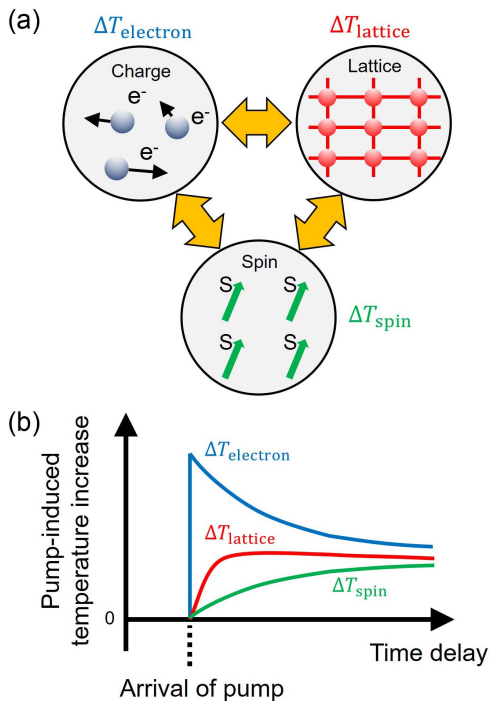 (a)
ΔT_electron
ΔT_lattice
Charge
e⁻
e⁻
e⁻
Lattice
Spin
S
S
S
S
ΔT_spin
(b)
Pump-induced
temperature increase
0
ΔT_electron
ΔT_lattice
ΔT_spin
Time delay
Arrival of pump